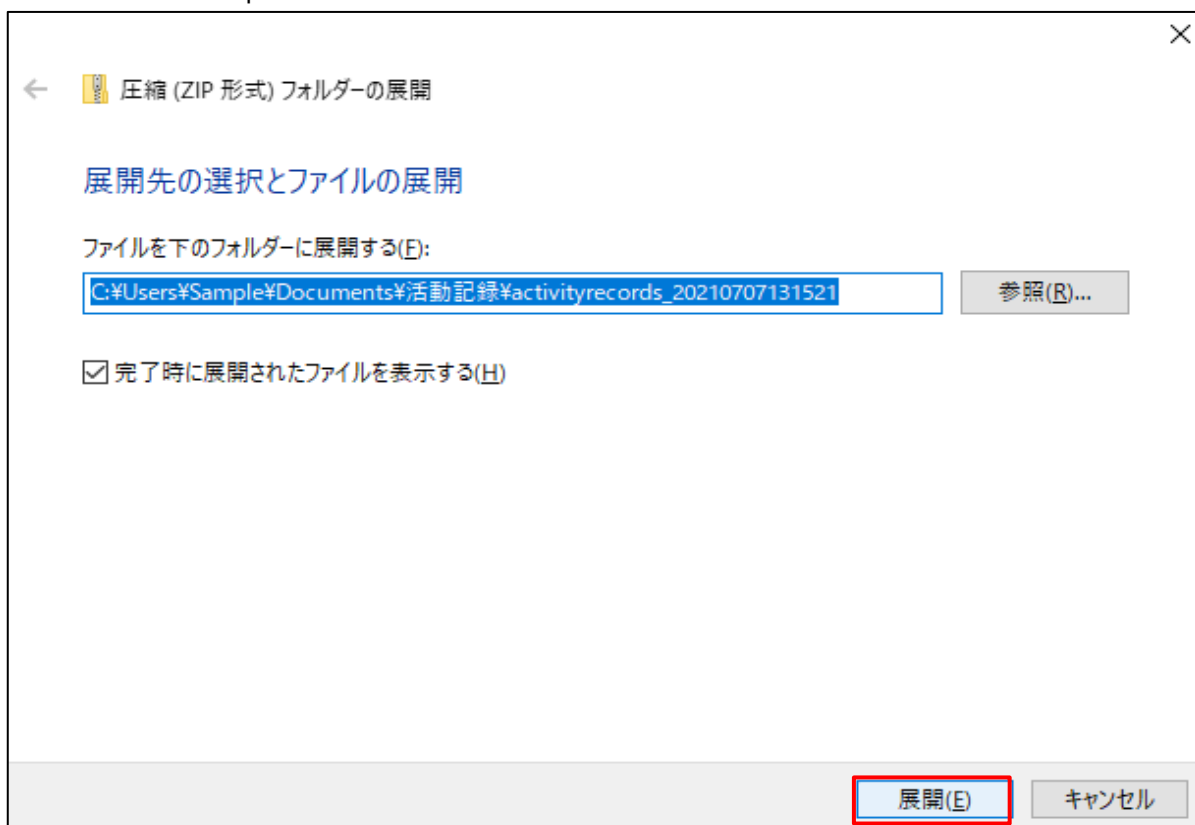 圧縮 (ZIP 形式) フォルダーの展開
展開先の選択とファイルの展開
ファイルを下のフォルダーに展開する(F):
C:¥Users¥Sample¥Documents¥活動記録¥activityrecords_20210707131521
参照(R)...
完了時に展開されたファイルを表示する(H)
展開(E) キャンセル